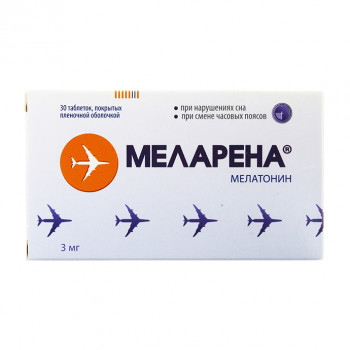 30 таблеток, покрытых
пленочной оболочкой
• при нарушениях сна
• при смене часовых поясов
МЕЛАРЕНА®
МЕЛАТОНИН
3 мг